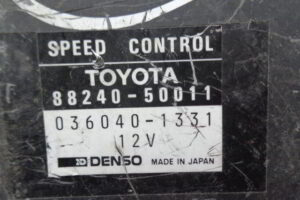 SPEED CONTROL
TOYOTA
88240-50011
036040-1331
12V
DENSO MADE IN JAPAN